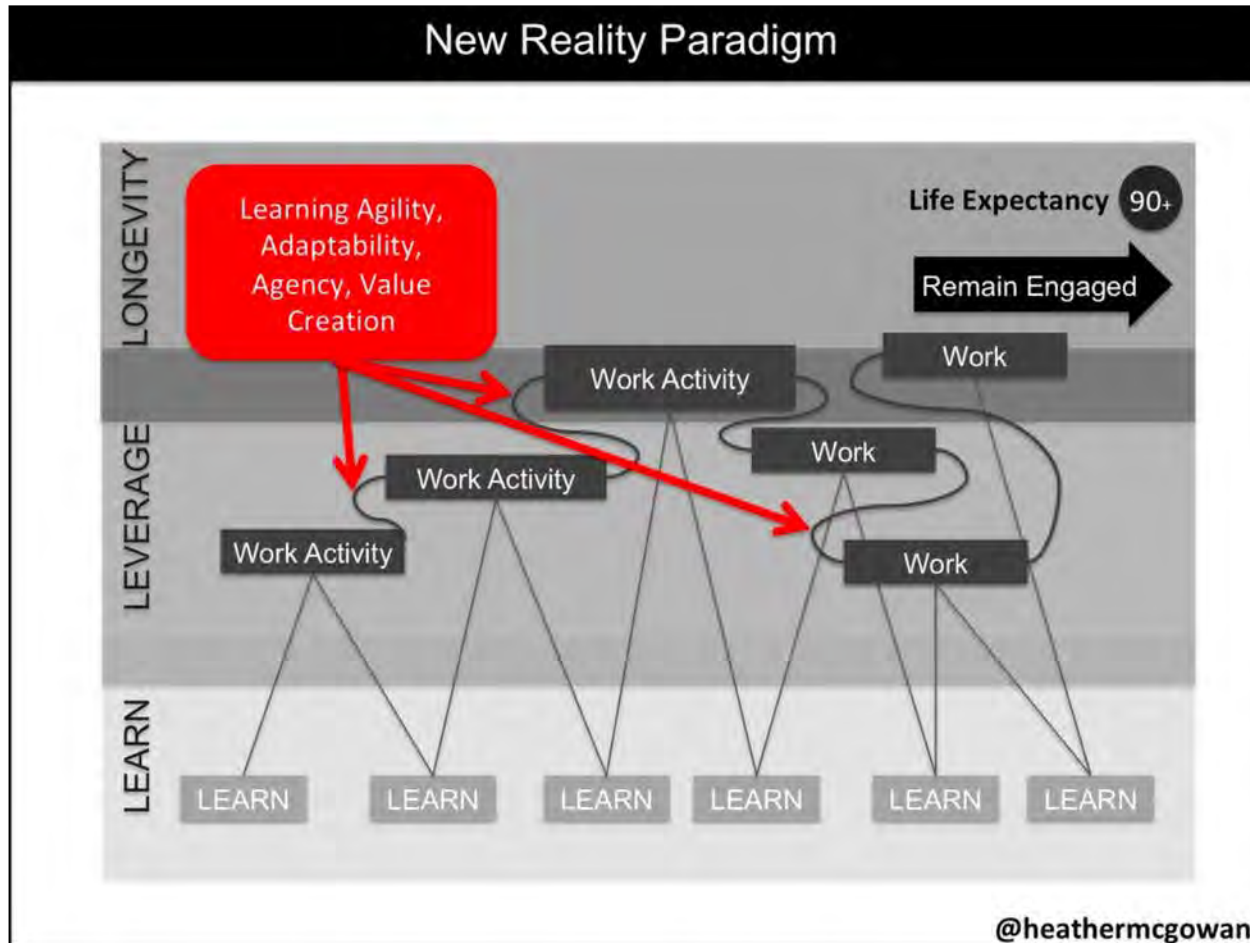 New Reality Paradigm
LONGEVITY
Learning Agility,
Adaptability,
Agency, Value
Creation
Life Expectancy 90+
Remain Engaged
LEVERAGE
Work Activity
Work
Work Activity
Work
Work Activity
Work
LEARN
LEARN
LEARN
LEARN
LEARN
LEARN
LEARN
@heathermcgowan